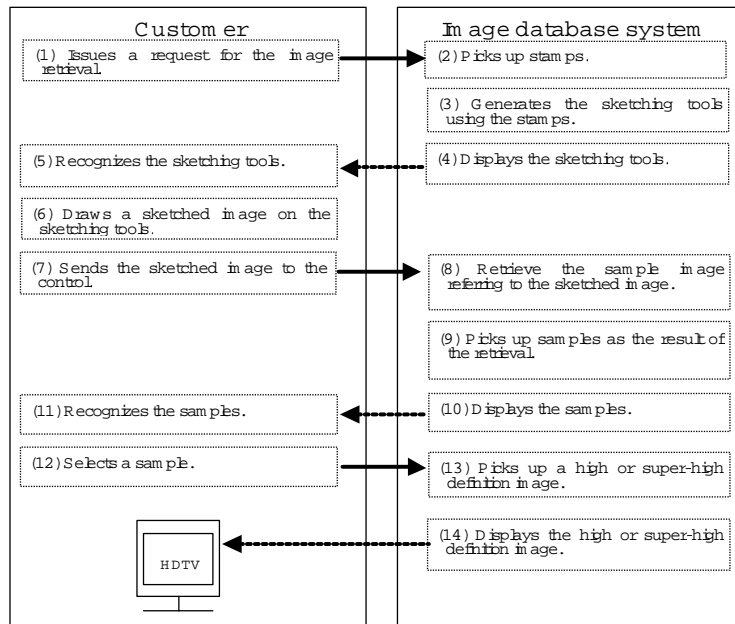 Customer
(1) Issues a request for the image
retrieval.
(5) Recognizes the sketching tools.
(6) Draws a sketched image on the
sketching tools.
(7) Sends the sketched image to the
control.
(11) Recognizes the samples.
(12) Selects a sample.
HDTV
Image database system
(2) Picks up stamps.
(3) Generates the sketching tools
using the stamps.
(4) Displays the sketching tools.
(8) Retrieve the sample image
referring to the sketched image.
(9) Picks up samples as the result of
the retrieval.
(10) Displays the samples.
(13) Picks up a high or super-high
definition image.
(14) Displays the high or super-high
definition image.